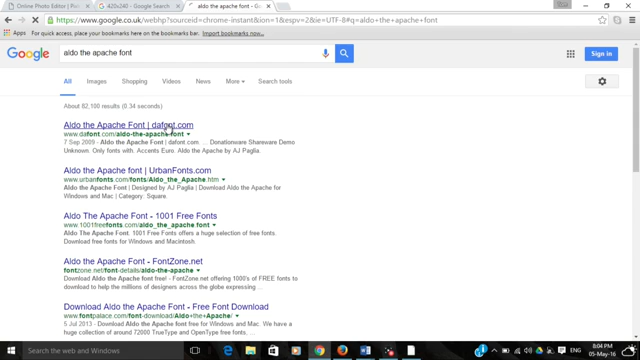 Online Photo Editor | Pixl
420x240 - Google Search
aldo the apache font - Go
https://www.google.co.uk/webhp?sourceid=chrome-instant&ion=1&espv=2&ie=UTF-8#q=aldo+the+apache+font
Apps For quick access, place your bookmarks here on the bookmarks bar. Import bookmarks now...
Google
aldo the apache font
Sign in
All Images Shopping Videos News More Search tools
About 82,100 results (0.34 seconds)
Aldo the Apache Font | dafont.com
www.dafont.com/aldo-the-apache.font
7 Sep 2009 - Aldo the Apache Font | dafont com. ... Donationware Shareware Demo
Unknown. Only fonts with. Accents Euro. Aldo the Apache by AJ Paglia.
Aldo the Apache font | UrbanFonts.com
www.urbanfonts.com/fonts/Aldo_the_Apache.htm
Aldo the Apache Font | Designed by AJ Paglia | Download Aldo the Apache for
Windows and Mac | Category: Square.
Aldo The Apache Font - 1001 Free Fonts
www.1001freefonts.com/aldo_the_apache.font
Aldo The Apache Font. 1001 Free Fonts offers a huge selection of free fonts.
Download free fonts for Windows and Macintosh.
Aldo the Apache Font - FontZone.net
fontzone.net/font-details/aldo-the-apache
Download Aldo the Apache font free! - FontZone.net offering 1000's of FREE fonts to
download to help the millions of designers across the globe expressing ...
Download Aldo the Apache Font - Free Font Download
www.fontpalace.com/font-download/Aldo+the+Apache/
5 Jul 2013 - Download Aldo the Apache font free for Windows and Mac. We have a
huge collection of around 72000 TrueType and OpenType free fonts.
Search the web and Windows
ENG
8:04 PM
05-May-16